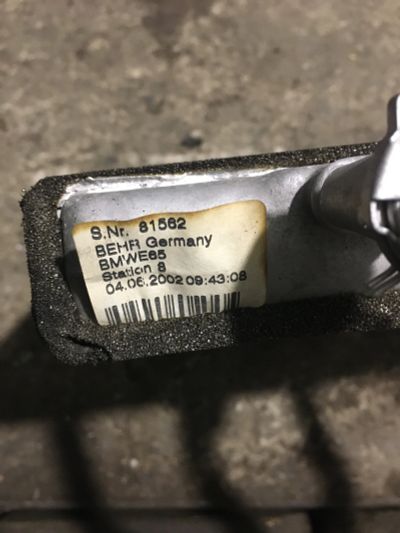 S.Nr. 81562
BEHR Germany
BMWE65
Station 8
04.06.2002 09:43:08